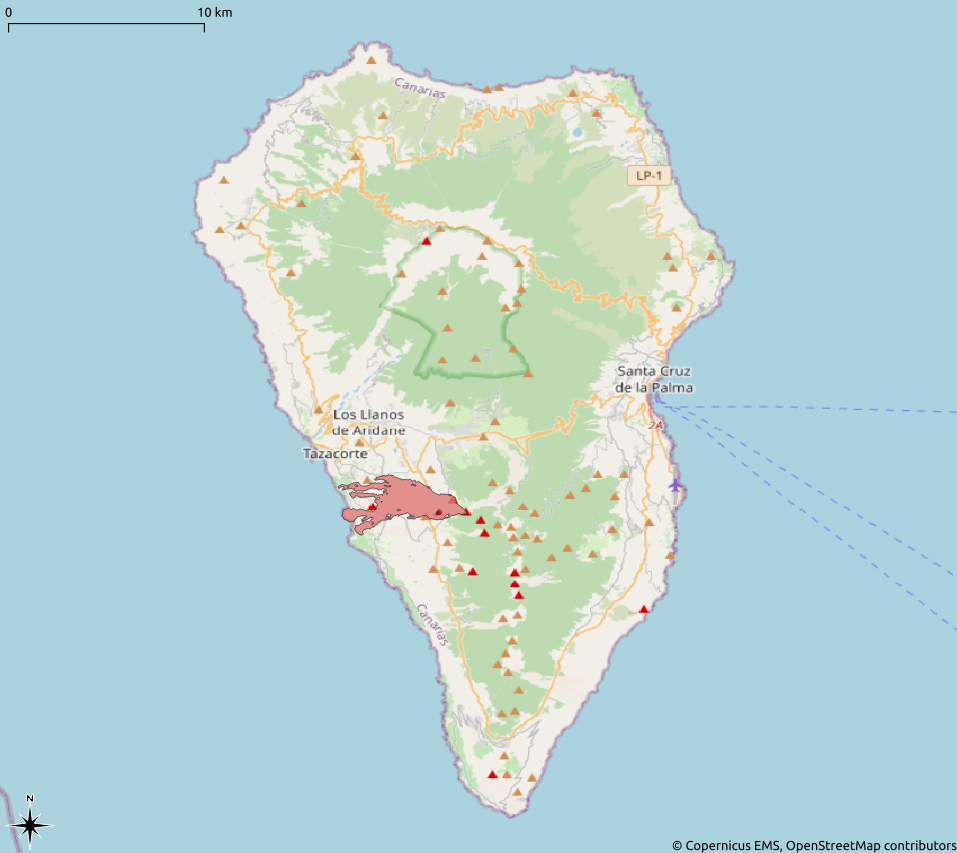 0 10 km
Canarias
LP-1
Santa Cruz
de la Palma
Los Llanos
de Aridane
2A
Tazacorte
Canarias
N
© Copernicus EMS, OpenStreetMap contributors